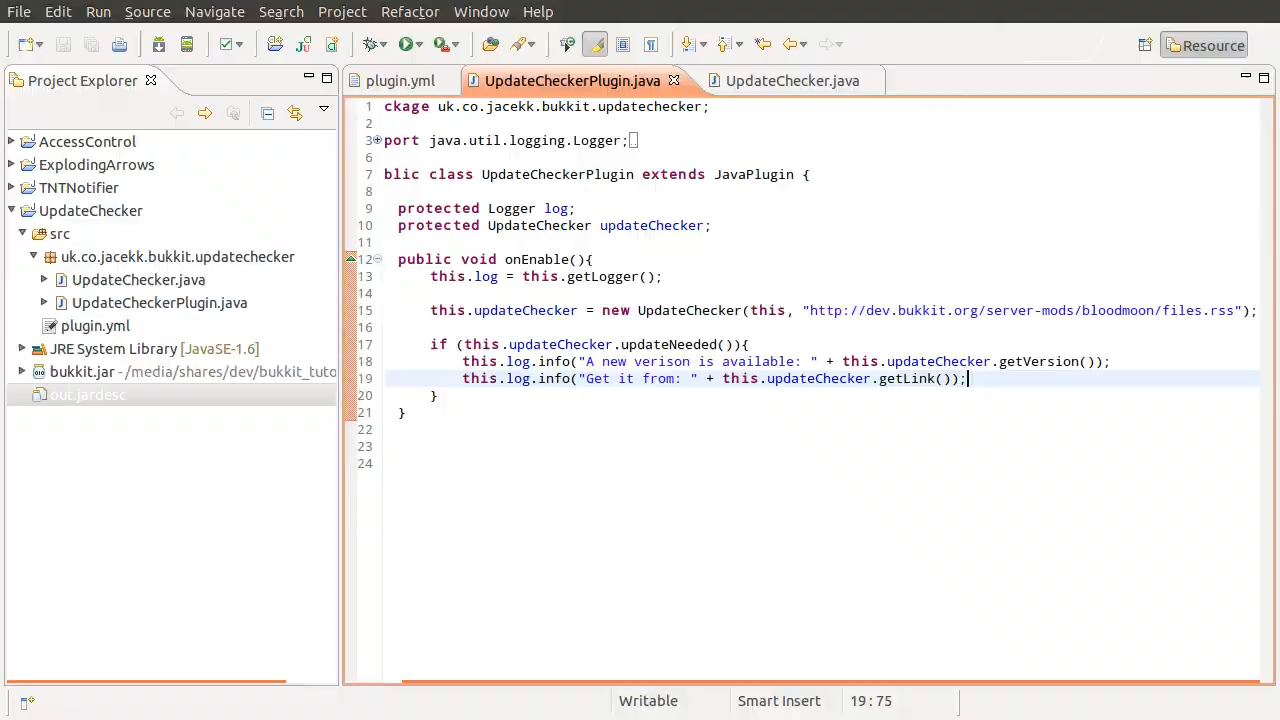 File Edit Run Source Navigate Search Project Refactor Window Help
Resource
Project Explorer
plugin.yml UpdateCheckerPlugin.java UpdateChecker.java
AccessControl
ExplodingArrows
TNTNotifier
UpdateChecker
src
uk.co.jacekk.bukkit.updatechecker
UpdateChecker.java
UpdateCheckerPlugin.java
plugin.yml
JRE System Library [JavaSE-1.6]
bukkit.jar - /media/shares/dev/bukkit_tuto
out.jardesc
1 ckage uk.co.jacekk.bukkit.updatechecker;
2
3 port java.util.logging.Logger;
6
7 blic class UpdateCheckerPlugin extends JavaPlugin {
8
9 protected Logger log;
10 protected UpdateChecker updateChecker;
11
12 public void onEnable(){
13 this.log = this.getLogger();
14
15 this.updateChecker = new UpdateChecker(this, "http://dev.bukkit.org/server-mods/bloodmoon/files.rss");
16
17 if (this.updateChecker.updateNeeded()){
18 this.log.info("A new verison is available: " + this.updateChecker.getVersion());
19 this.log.info("Get it from: " + this.updateChecker.getLink());
20 }
21 }
22
23
24
Writable Smart Insert 19 : 75